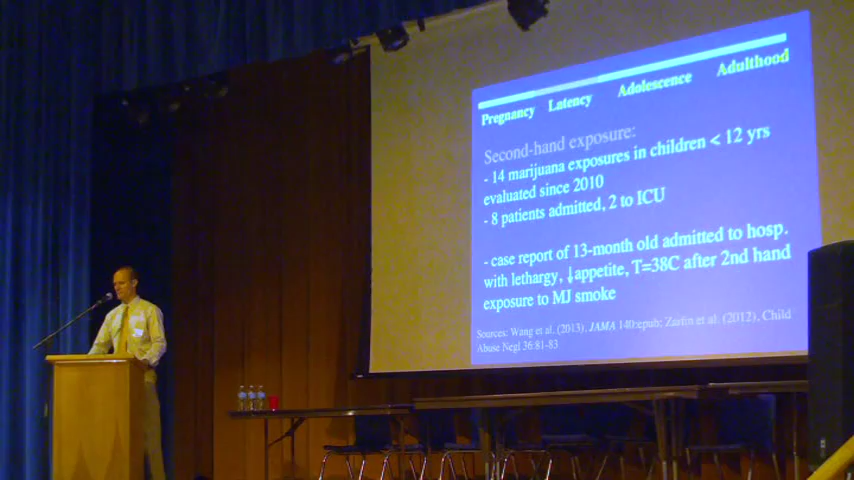 Pregnancy Latency Adolescence Adulthood
Second-hand exposure:
- 14 marijuana exposures in children < 12 yrs
evaluated since 2010
- 8 patients admitted, 2 to ICU
- case report of 13-month old admitted to hosp.
with lethargy, ↓appetite, T=38C after 2nd hand
exposure to MJ smoke
Sources: Wang et al. (2013). JAMA 140:epub; Zarfin et al. (2012), Child
Abuse Negl 36:81-83